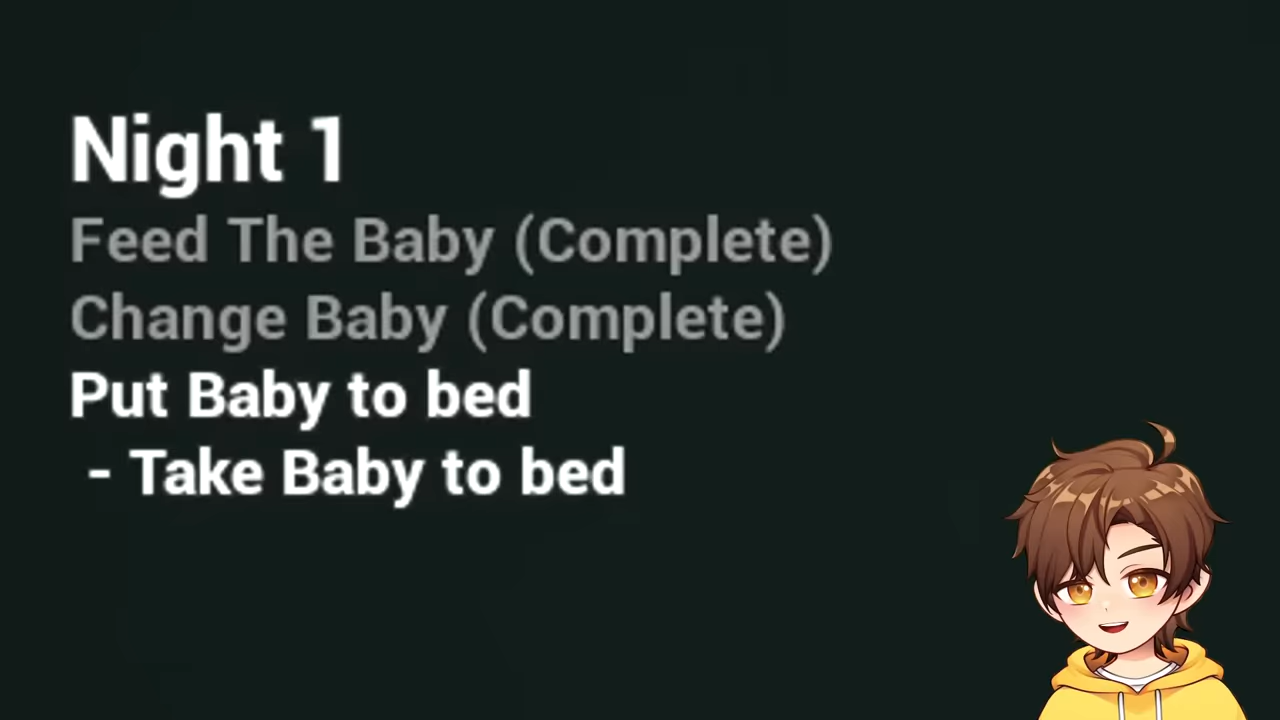 Night 1
Feed The Baby (Complete)
Change Baby (Complete)
Put Baby to bed
- Take Baby to bed